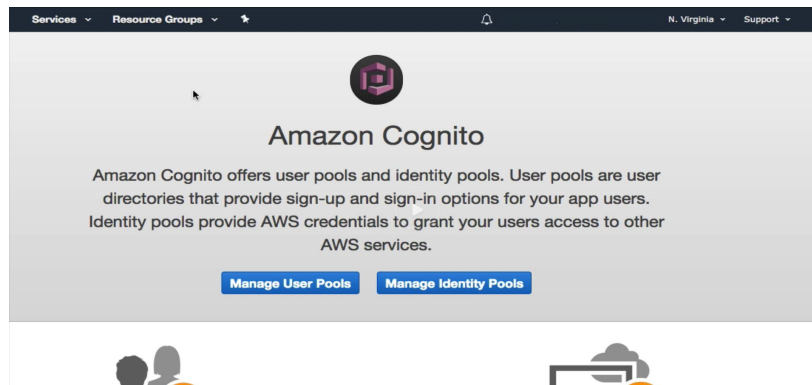 Services Resource Groups N. Virginia Support
Amazon Cognito
Amazon Cognito offers user pools and identity pools. User pools are user
directories that provide sign-up and sign-in options for your app users.
Identity pools provide AWS credentials to grant your users access to other
AWS services.
Manage User Pools Manage Identity Pools